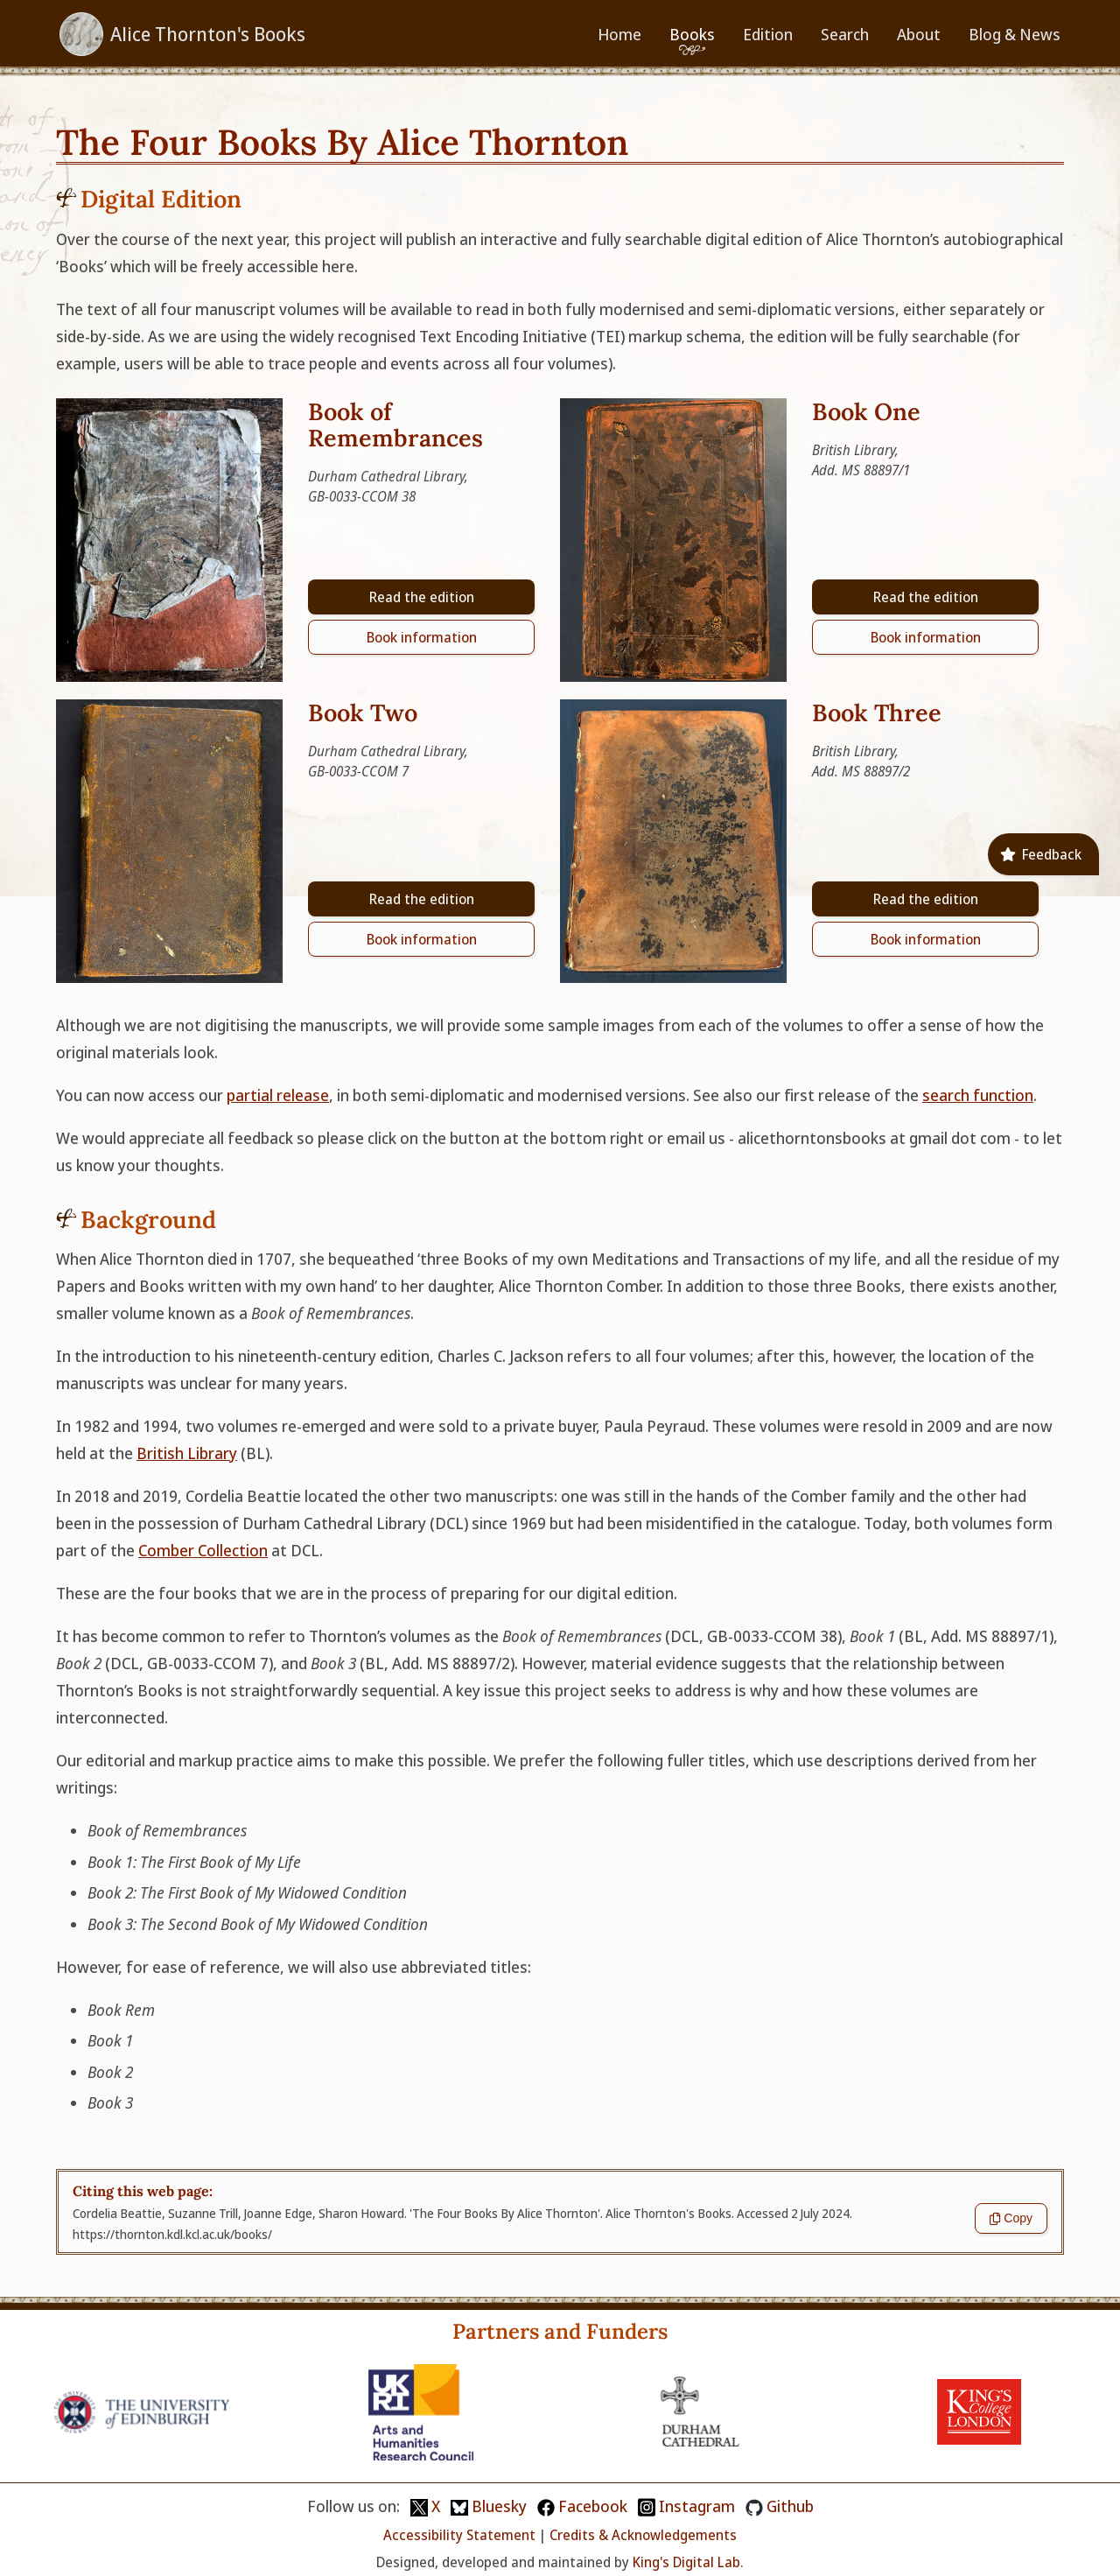 Alice Thornton's Books
Home Books Edition Search About Blog & News
The Four Books By Alice Thornton
Digital Edition
Over the course of the next year, this project will publish an interactive and fully searchable digital edition of Alice Thornton’s autobiographical
‘Books’ which will be freely accessible here.
The text of all four manuscript volumes will be available to read in both fully modernised and semi-diplomatic versions, either separately or
side-by-side. As we are using the widely recognised Text Encoding Initiative (TEI) markup schema, the edition will be fully searchable (for
example, users will be able to trace people and events across all four volumes).
Book of
Remembrances
Durham Cathedral Library,
GB-0033-CCOM 38
Read the edition
Book information
Book One
British Library,
Add. MS 88897/1
Read the edition
Book information
Book Two
Durham Cathedral Library,
GB-0033-CCOM 7
Read the edition
Book information
Book Three
British Library,
Add. MS 88897/2
Read the edition
Book information
Feedback
Although we are not digitising the manuscripts, we will provide some sample images from each of the volumes to offer a sense of how the
original materials look.
You can now access our partial release, in both semi-diplomatic and modernised versions. See also our first release of the search function.
We would appreciate all feedback so please click on the button at the bottom right or email us - alicethorntonsbooks at gmail dot com - to let
us know your thoughts.
Background
When Alice Thornton died in 1707, she bequeathed ‘three Books of my own Meditations and Transactions of my life, and all the residue of my
Papers and Books written with my own hand’ to her daughter, Alice Thornton Comber. In addition to those three Books, there exists another,
smaller volume known as a Book of Remembrances.
In the introduction to his nineteenth-century edition, Charles C. Jackson refers to all four volumes; after this, however, the location of the
manuscripts was unclear for many years.
In 1982 and 1994, two volumes re-emerged and were sold to a private buyer, Paula Peyraud. These volumes were resold in 2009 and are now
held at the British Library (BL).
In 2018 and 2019, Cordelia Beattie located the other two manuscripts: one was still in the hands of the Comber family and the other had
been in the possession of Durham Cathedral Library (DCL) since 1969 but had been misidentified in the catalogue. Today, both volumes form
part of the Comber Collection at DCL.
These are the four books that we are in the process of preparing for our digital edition.
It has become common to refer to Thornton’s volumes as the Book of Remembrances (DCL, GB-0033-CCOM 38), Book 1 (BL, Add. MS 88897/1),
Book 2 (DCL, GB-0033-CCOM 7), and Book 3 (BL, Add. MS 88897/2). However, material evidence suggests that the relationship between
Thornton’s Books is not straightforwardly sequential. A key issue this project seeks to address is why and how these volumes are
interconnected.
Our editorial and markup practice aims to make this possible. We prefer the following fuller titles, which use descriptions derived from her
writings:
• Book of Remembrances
• Book 1: The First Book of My Life
• Book 2: The First Book of My Widowed Condition
• Book 3: The Second Book of My Widowed Condition
However, for ease of reference, we will also use abbreviated titles:
• Book Rem
• Book 1
• Book 2
• Book 3
Citing this web page:
Cordelia Beattie, Suzanne Trill, Joanne Edge, Sharon Howard. 'The Four Books By Alice Thornton'. Alice Thornton's Books. Accessed 2 July 2024.
https://thornton.kdl.kcl.ac.uk/books/
Copy
Partners and Funders
THE UNIVERSITY
of EDINBURGH
UKRI
Arts and
Humanities
Research Council
DURHAM
CATHEDRAL
KING'S
College
LONDON
Follow us on: X Bluesky Facebook Instagram Github
Accessibility Statement | Credits & Acknowledgements
Designed, developed and maintained by King's Digital Lab.